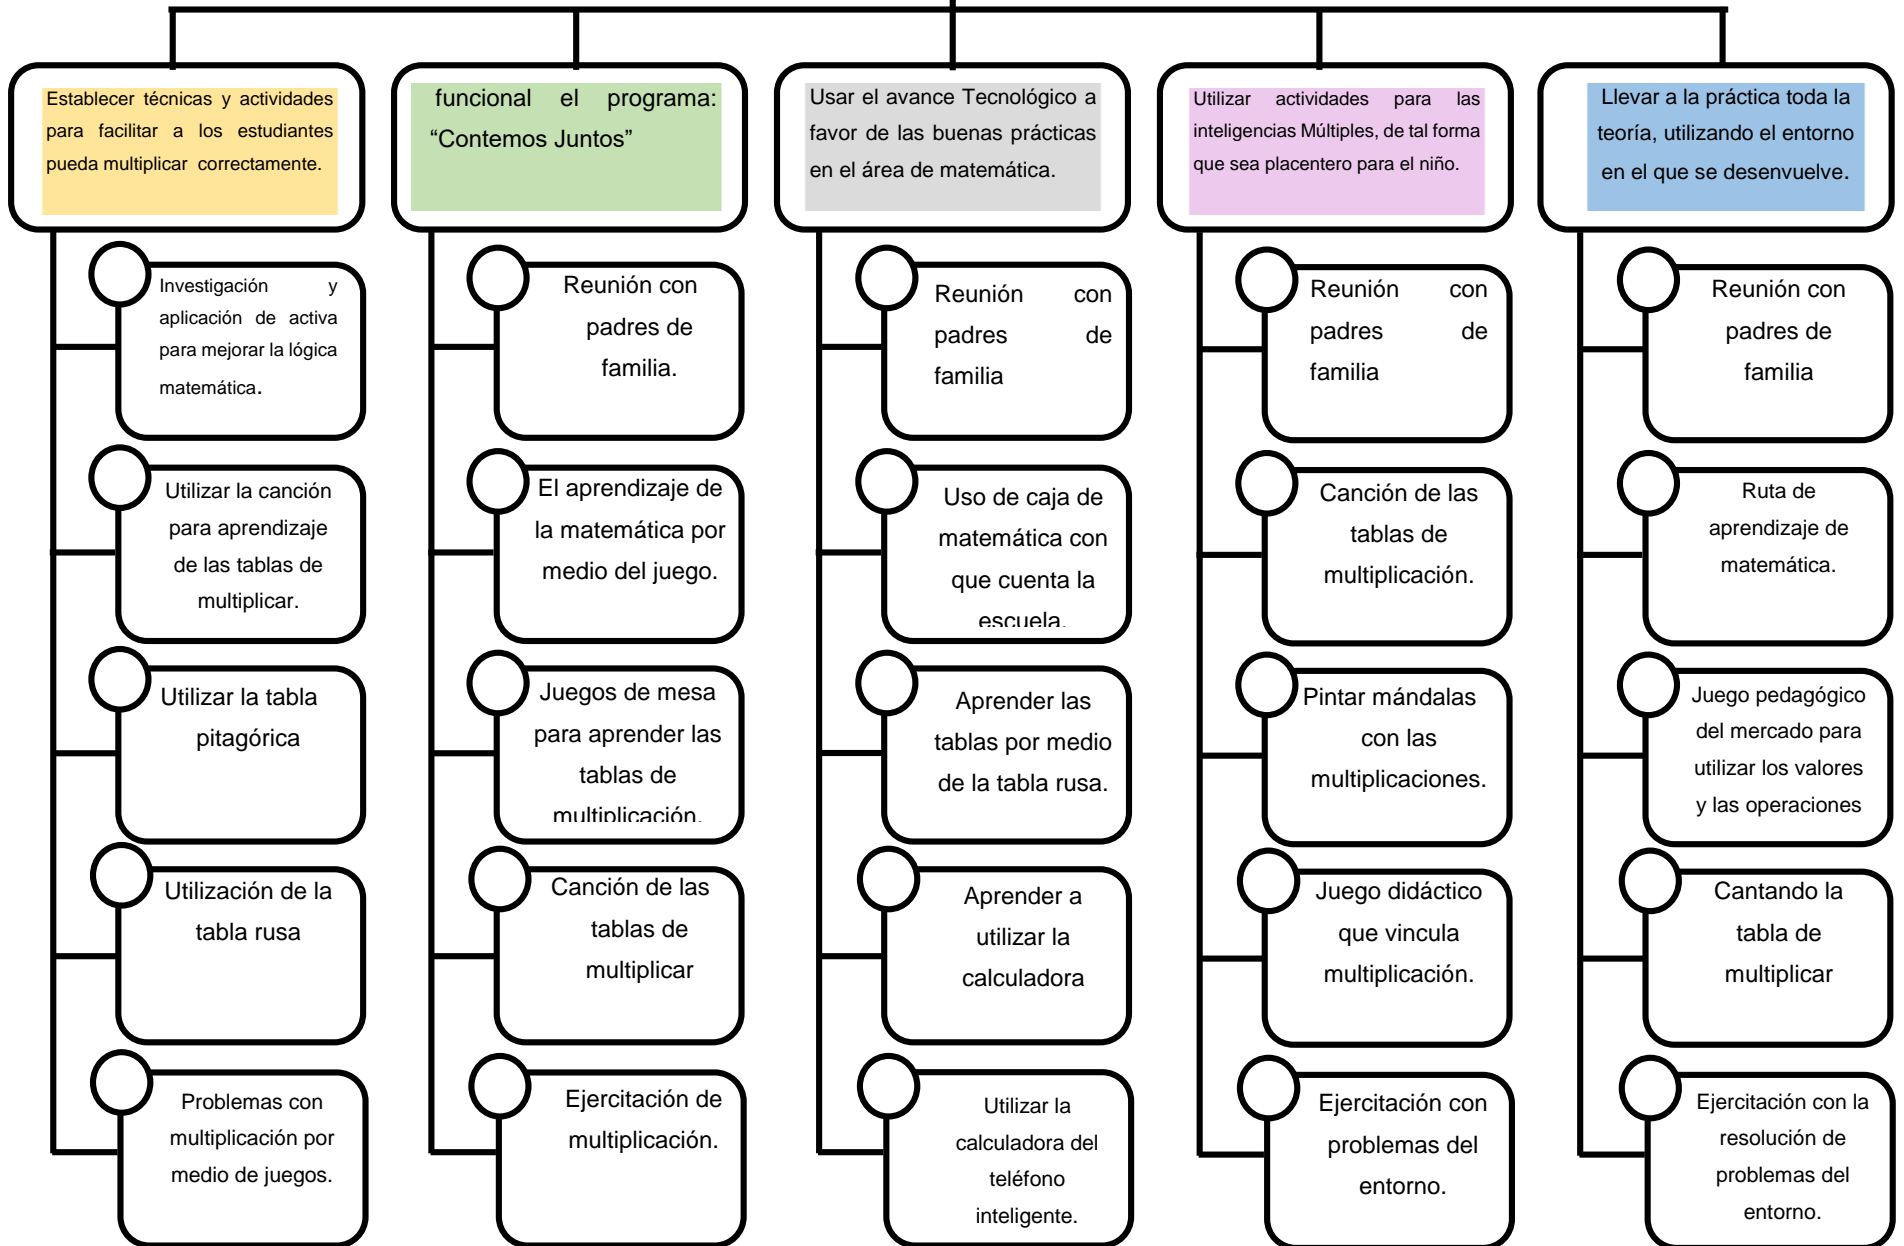 Establecer técnicas y actividades
para facilitar a los estudiantes
pueda multiplicar correctamente.
Investigación y
aplicación de activa
para mejorar la lógica
matemática.
Utilizar la canción
para aprendizaje
de las tablas de
multiplicar.
Utilizar la tabla
pitagórica
Utilización de la
tabla rusa
Problemas con
multiplicación por
medio de juegos.
funcional el programa:
“Contemos Juntos”
Reunión con
padres de
familia.
El aprendizaje de
la matemática por
medio del juego.
Juegos de mesa
para aprender las
tablas de
multiplicación.
Canción de las
tablas de
multiplicar
Ejercitación de
multiplicación.
Usar el avance Tecnológico a
favor de las buenas prácticas
en el área de matemática.
Reunión con
padres de
familia
Uso de caja de
matemática con
que cuenta la
escuela.
Aprender las
tablas por medio
de la tabla rusa.
Aprender a
utilizar la
calculadora
Utilizar la
calculadora del
teléfono
inteligente.
Utilizar actividades para las
inteligencias Múltiples, de tal forma
que sea placentero para el niño.
Reunión con
padres de
familia
Canción de las
tablas de
multiplicación.
Pintar mándalas
con las
multiplicaciones.
Juego didáctico
que vincula
multiplicación.
Ejercitación con
problemas del
entorno.
Llevar a la práctica toda la
teoría, utilizando el entorno
en el que se desenvuelve.
Reunión con
padres de
familia
Ruta de
aprendizaje de
matemática.
Juego pedagógico
del mercado para
utilizar los valores
y las operaciones
Cantando la
tabla de
multiplicar
Ejercitación con la
resolución de
problemas del
entorno.